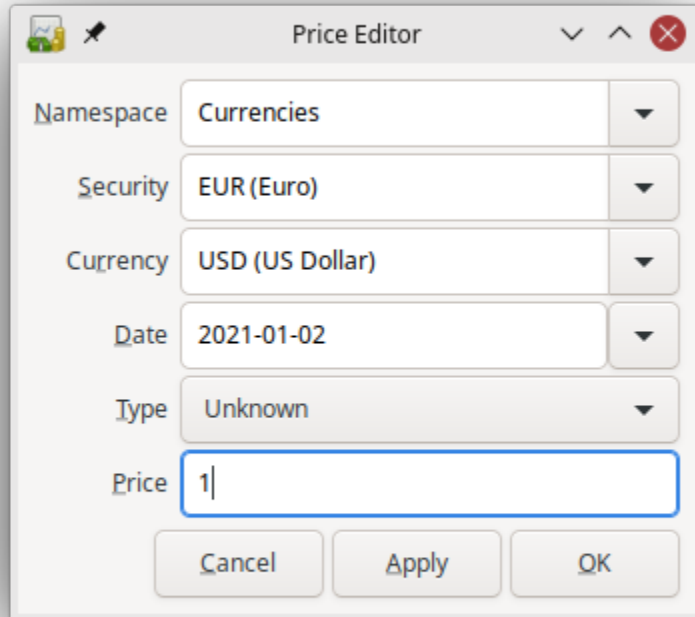 Price Editor
Namespace Currencies
Security EUR (Euro)
Currency USD (US Dollar)
Date 2021-01-02
Type Unknown
Price 1
Cancel Apply OK